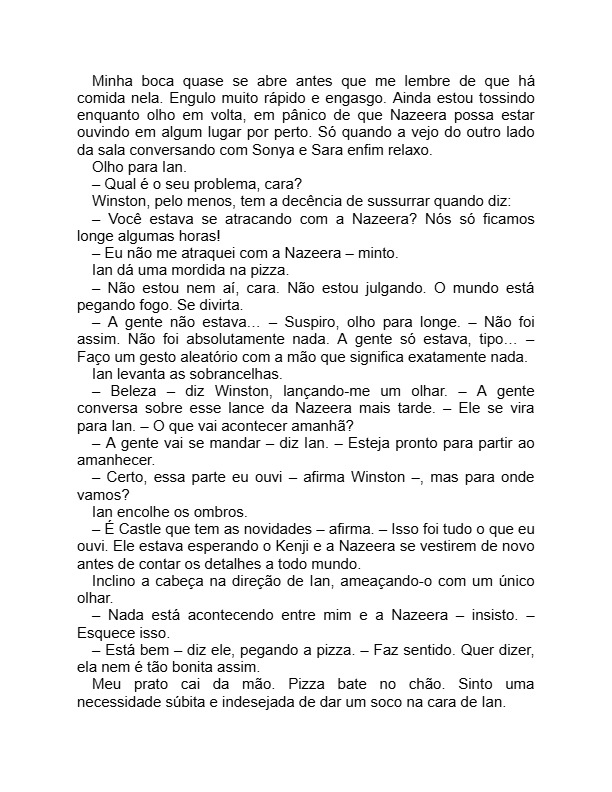 Minha boca quase se abre antes que me lembre de que há
comida nela. Engulo muito rápido e engasgo. Ainda estou tossindo
enquanto olho em volta, em pânico de que Nazeera possa estar
ouvindo em algum lugar por perto. Só quando a vejo do outro lado
da sala conversando com Sonya e Sara enfim relaxo.
Olho para Ian.
– Qual é o seu problema, cara?
Winston, pelo menos, tem a decência de sussurrar quando diz:
– Você estava se atracando com a Nazeera? Nós só ficamos
longe algumas horas!
– Eu não me atraquei com a Nazeera – minto.
Ian dá uma mordida na pizza.
– Não estou nem aí, cara. Não estou julgando. O mundo está
pegando fogo. Se divirta.
– A gente não estava… – Suspiro, olho para longe. – Não foi
assim. Não foi absolutamente nada. A gente só estava, tipo… –
Faço um gesto aleatório com a mão que significa exatamente nada.
Ian levanta as sobrancelhas.
– Beleza – diz Winston, lançando-me um olhar. – A gente
conversa sobre esse lance da Nazeera mais tarde. – Ele se vira
para Ian. – O que vai acontecer amanhã?
– A gente vai se mandar – diz Ian. – Esteja pronto para partir ao
amanhecer.
– Certo, essa parte eu ouvi – afirma Winston –, mas para onde
vamos?
Ian encolhe os ombros.
– É Castle que tem as novidades – afirma. – Isso foi tudo o que eu
ouvi. Ele estava esperando o Kenji e a Nazeera se vestirem de novo
antes de contar os detalhes a todo mundo.
Inclino a cabeça na direção de Ian, ameaçando-o com um único
olhar.
– Nada está acontecendo entre mim e a Nazeera – insisto. –
Esquece isso.
– Está bem – diz ele, pegando a pizza. – Faz sentido. Quer dizer,
ela nem é tão bonita assim.
Meu prato cai da mão. Pizza bate no chão. Sinto uma
necessidade súbita e indesejada de dar um soco na cara de Ian.